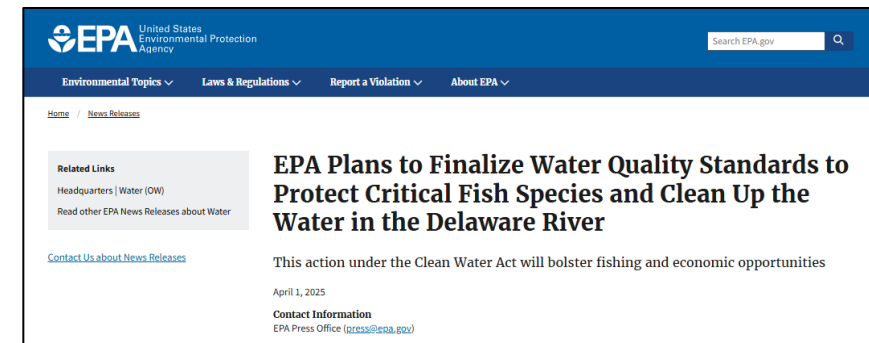 EPA
United States
Environmental Protection
Agency
Search EPA.gov
Environmental Topics
Laws & Regulations
Report a Violation
About EPA
Home / News Releases
Related Links
Headquarters | Water (OW)
Read other EPA News Releases about Water
Contact Us about News Releases
EPA Plans to Finalize Water Quality Standards to
Protect Critical Fish Species and Clean Up the
Water in the Delaware River
This action under the Clean Water Act will bolster fishing and economic opportunities
April 1, 2025
Contact Information
EPA Press Office (press@epa.gov)